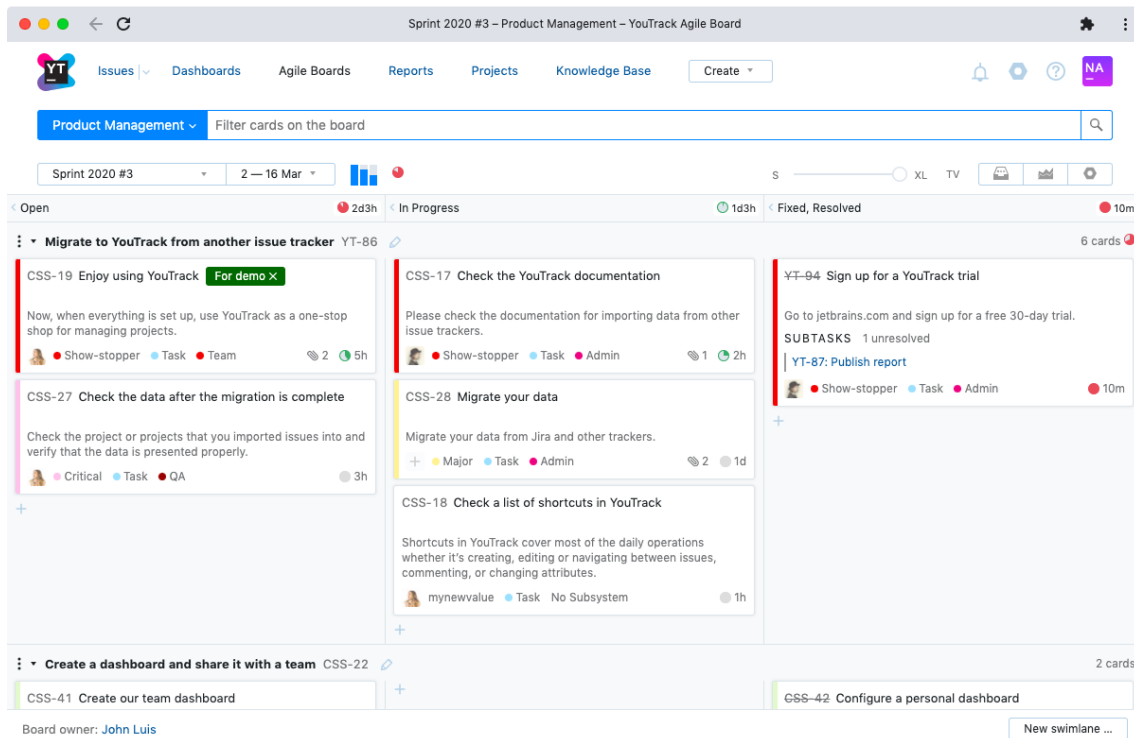 Sprint 2020 #3 – Product Management – YouTrack Agile Board
YT
Issues
Dashboards
Agile Boards
Reports
Projects
Knowledge Base
Create
NA
Product Management
Filter cards on the board
Sprint 2020 #3
2 — 16 Mar
S
XL
TV
Open
2d3h
In Progress
1d3h
Fixed, Resolved
10m
Migrate to YouTrack from another issue tracker YT-86
6 cards
CSS-19 Enjoy using YouTrack For demo ×
Now, when everything is set up, use YouTrack as a one-stop
shop for managing projects.
Show-stopper Task Team 2 5h
CSS-27 Check the data after the migration is complete
Check the project or projects that you imported issues into and
verify that the data is presented properly.
Critical Task QA 3h
CSS-17 Check the YouTrack documentation
Please check the documentation for importing data from other
issue trackers.
Show-stopper Task Admin 1 2h
CSS-28 Migrate your data
Migrate your data from Jira and other trackers.
Major Task Admin 2 1d
CSS-18 Check a list of shortcuts in YouTrack
Shortcuts in YouTrack cover most of the daily operations
whether it's creating, editing or navigating between issues,
commenting, or changing attributes.
mynewvalue Task No Subsystem 1h
YT-94 Sign up for a YouTrack trial
Go to jetbrains.com and sign up for a free 30-day trial.
SUBTASKS 1 unresolved
YT-87: Publish report
Show-stopper Task Admin 10m
Create a dashboard and share it with a team CSS-22
2 cards
CSS-41 Create our team dashboard
CSS-42 Configure a personal dashboard
Board owner: John Luis
New swimlane ...